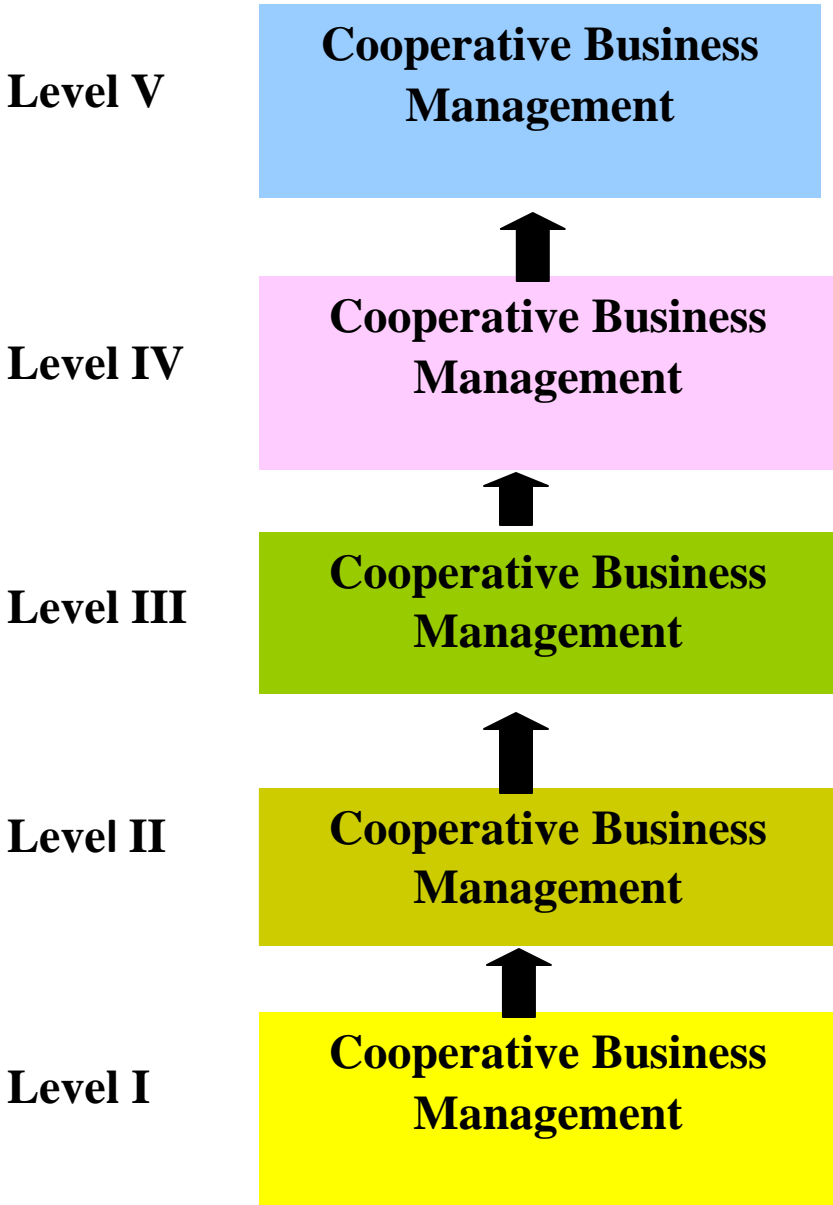 Cooperative Business
Level V
Management
Cooperative Business
Level IV
Management
Cooperative Business
Level III
Management
Cooperative Business
Level II
Management
Cooperative Business
Level I
Management